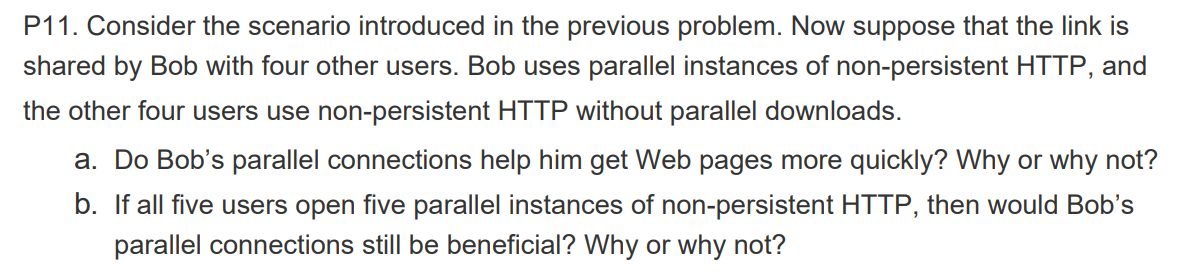 P11. Consider the scenario introduced in the previous problem. Now suppose that the link is
shared by Bob with four other users. Bob uses parallel instances of non-persistent HTTP, and
the other four users use non-persistent HTTP without parallel downloads.
a. Do Bob’s parallel connections help him get Web pages more quickly? Why or why not?
b. If all five users open five parallel instances of non-persistent HTTP, then would Bob’s
parallel connections still be beneficial? Why or why not?